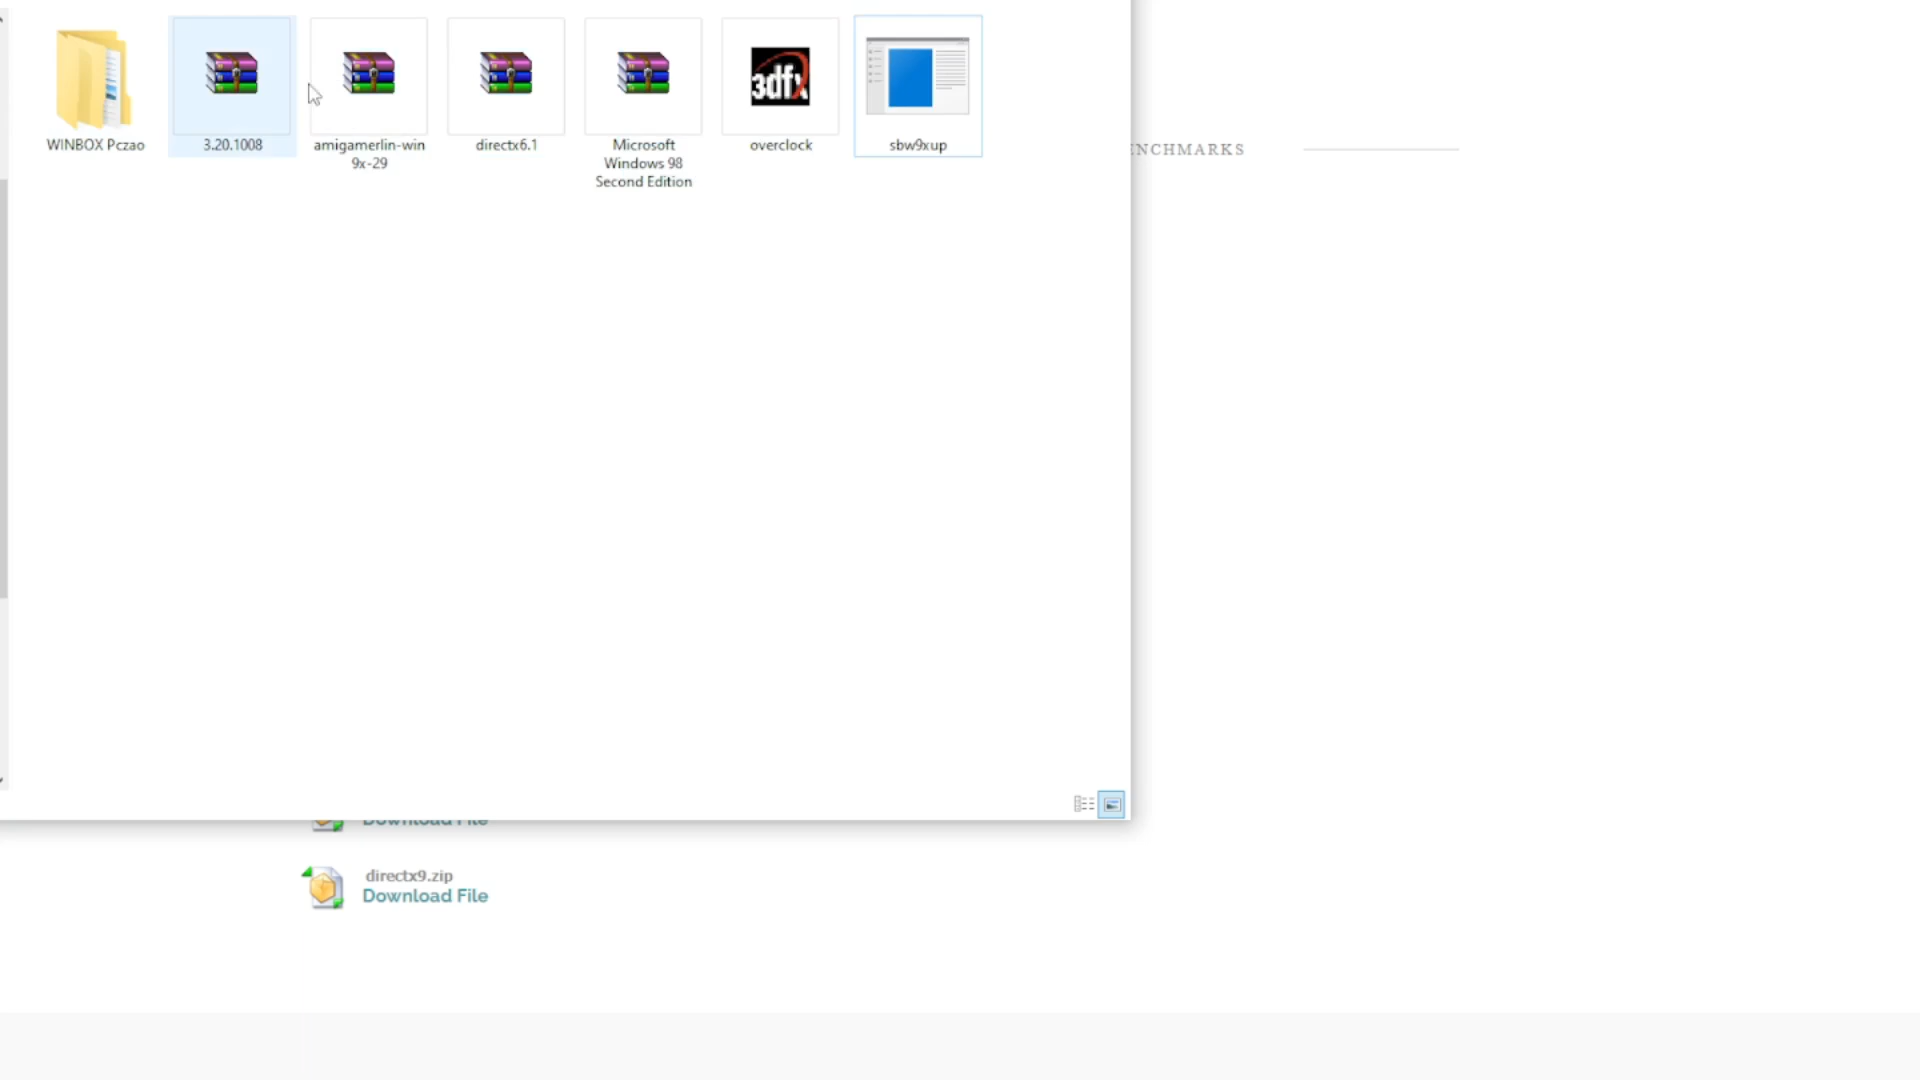 WINBOX Pczao
3.20.1008
amigamerlin-win
9x-29
directx6.1
Microsoft
Windows 98
Second Edition
3dfx
overclock
sbw9xup
NCHMARKS
Download File
directx9.zip
Download File